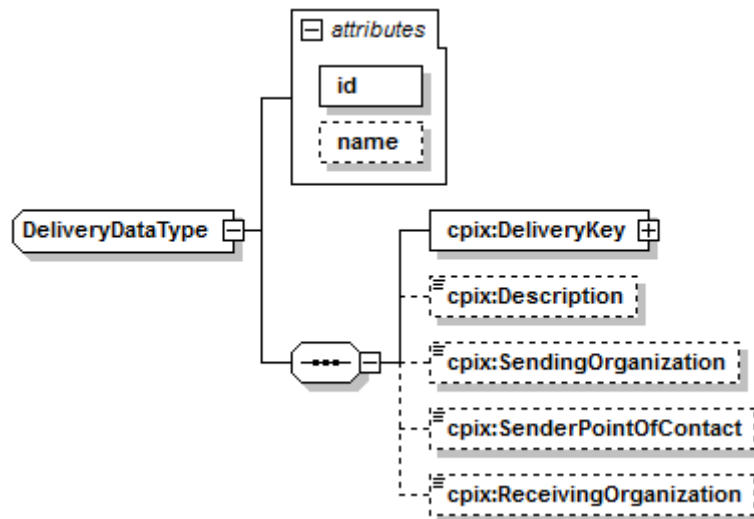 attributes
id
name
DeliveryDataType
cpix:DeliveryKey
cpix:Description
cpix:SendingOrganization
cpix:SenderPointOfContact
cpix:ReceivingOrganization